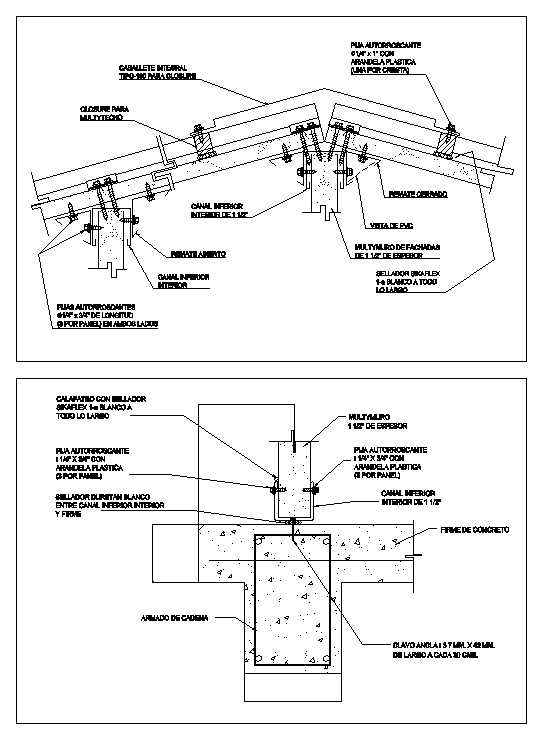 PIJA AUTORROSCANTE
Ø 1/4" x 1" CON
ARANDELA PLASTICA
(UNA POR CRESTA)
CABALLETE INTEGRAL
TIPO 100 PARA CLOSURE
CLOSURE PARA
MULTYTECHO
CANAL INFERIOR
INTERIOR DE 1 1/2"
REMATE CERRADO
VISTA DE PVC
MULTYMURO DE FACHADAS
DE 1 1/2" DE ESPESOR
REMATE ABIERTO
CANAL INFERIOR
INTERIOR
SELLADOR SIKAFLEX
1-a BLANCO A TODO
LO LARGO
PIJAS AUTORROSCANTES
Ø 1/4" x 3/4" DE LONGITUD
(3 POR PANEL) EN AMBOS LADOS
CALAFATEO CON SELLADOR
SIKAFLEX 1-a BLANCO A
TODO LO LARGO
MULTYMURO
1 1/2" DE ESPESOR
PIJA AUTORROSCANTE
1/4" X 3/4" CON
ARANDELA PLASTICA
(3 POR PANEL)
PIJA AUTORROSCANTE
1/4" X 3/4" CON
ARANDELA PLASTICA
(3 POR PANEL)
SELLADOR DURETAN BLANCO
ENTRE CANAL INFERIOR INTERIOR
Y FIRME
CANAL INFERIOR
INTERIOR DE 1 1/2"
FIRME DE CONCRETO
ARMADO DE CADENA
CLAVO ANCLA 3.7 MM. X 42 MM.
DE LARGO A CADA 30 CMS.